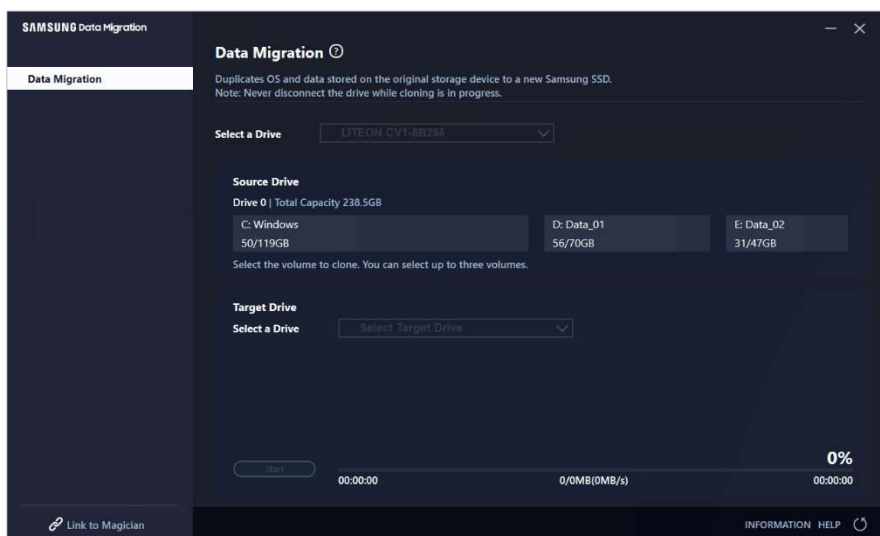 SAMSUNG Data Migration
Data Migration
Data Migration ?
Duplicates OS and data stored on the original storage device to a new Samsung SSD.
Note: Never disconnect the drive while cloning is in progress.
Select a Drive
LITEON CV1-8B256
Source Drive
Drive 0 | Total Capacity 238.5GB
C: Windows
50/119GB
D: Data_01
56/70GB
E: Data_02
31/47GB
Select the volume to clone. You can select up to three volumes.
Target Drive
Select a Drive
Select Target Drive
0%
Start
00:00:00
0/0MB(0MB/s)
00:00:00
Link to Magician
INFORMATION HELP